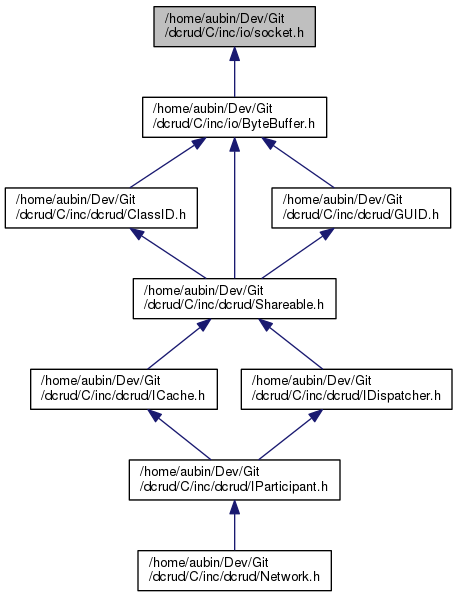 /home/aubin/Dev/Git
/dcrud/C/inc/io/socket.h
/home/aubin/Dev/Git
/dcrud/C/inc/io/ByteBuffer.h
/home/aubin/Dev/Git
/dcrud/C/inc/dcrud/ClassID.h
/home/aubin/Dev/Git
/dcrud/C/inc/dcrud/GUID.h
/home/aubin/Dev/Git
/dcrud/C/inc/dcrud/Shareable.h
/home/aubin/Dev/Git
/dcrud/C/inc/dcrud/ICache.h
/home/aubin/Dev/Git
/dcrud/C/inc/dcrud/IDispatcher.h
/home/aubin/Dev/Git
/dcrud/C/inc/dcrud/IParticipant.h
/home/aubin/Dev/Git
/dcrud/C/inc/dcrud/Network.h